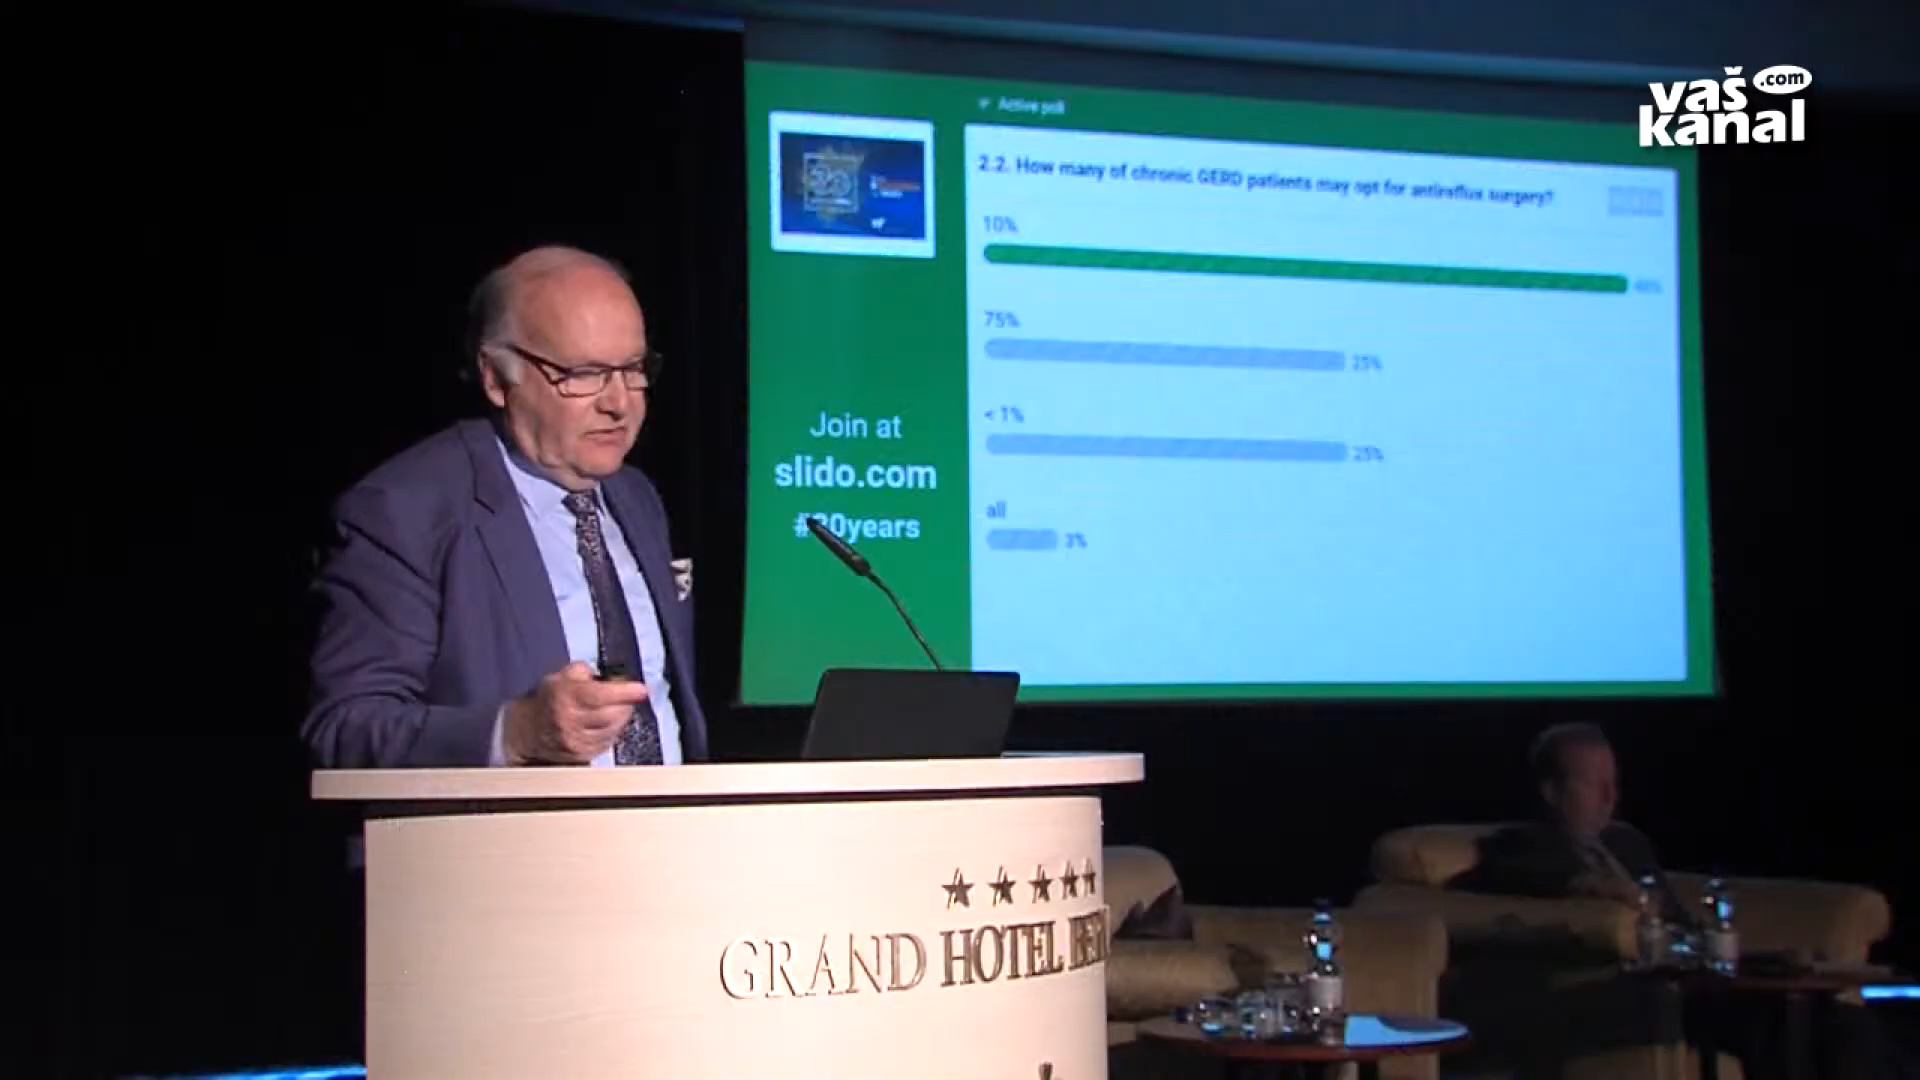 vaš
.com
kanal
Active poll
2.2. How many of chronic GERD patients may opt for antireflux surgery?
10%
75%
25%
< 1%
25%
all
3%
Join at
slido.com
#20years
GRAND HOTEL